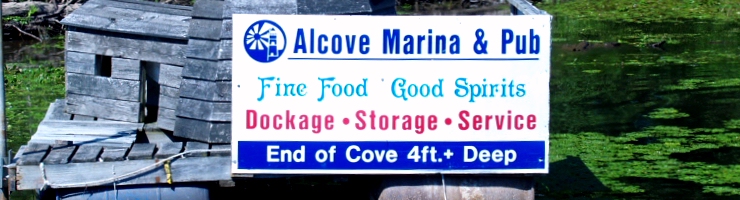 Alcove Marina & Pub
Fine Food Good Spirits
Dockage • Storage • Service
End of Cove 4ft.+ Deep